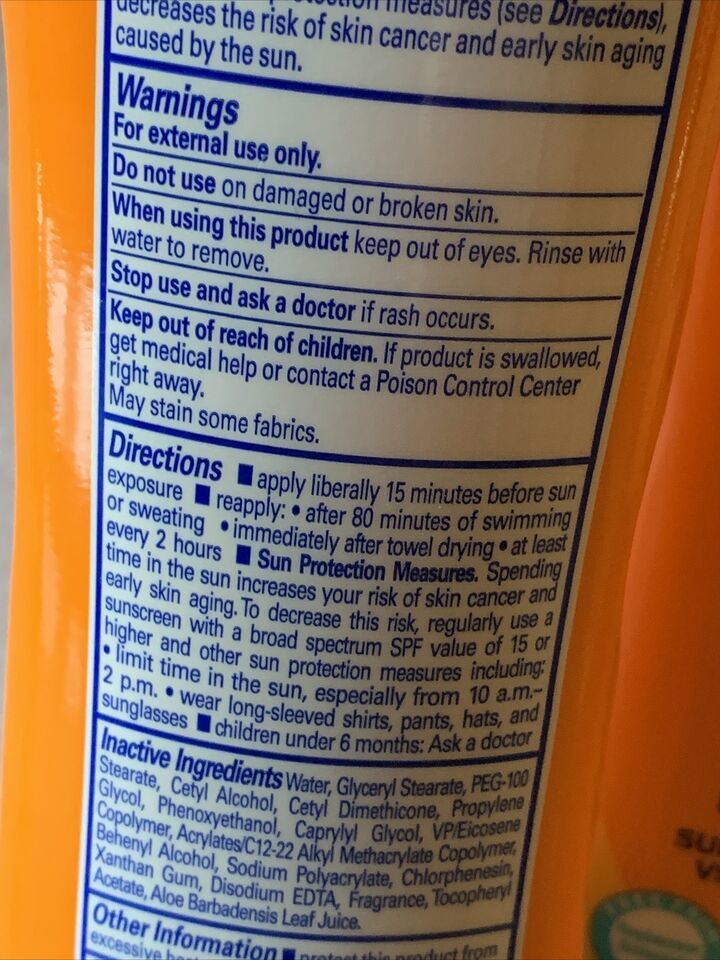 measures (see Directions),
decreases the risk of skin cancer and early skin aging
caused by the sun.
Warnings
For external use only.
Do not use on damaged or broken skin.
When using this product keep out of eyes. Rinse with
water to remove.
Stop use and ask a doctor if rash occurs.
Keep out of reach of children. If product is swallowed,
get medical help or contact a Poison Control Center
right away.
May stain some fabrics.
Directions ■ apply liberally 15 minutes before sun
exposure ■ reapply: • after 80 minutes of swimming
or sweating • immediately after towel drying • at least
every 2 hours ■ Sun Protection Measures. Spending
time in the sun increases your risk of skin cancer and
early skin aging. To decrease this risk, regularly use a
sunscreen with a broad spectrum SPF value of 15 or
higher and other sun protection measures including:
• limit time in the sun, especially from 10 a.m.–
2 p.m. • wear long-sleeved shirts, pants, hats, and
sunglasses ■ children under 6 months: Ask a doctor
Inactive Ingredients Water, Glyceryl Stearate, PEG-100
Stearate, Cetyl Alcohol, Cetyl Dimethicone, Propylene
Glycol, Phenoxyethanol, Caprylyl Glycol, VP/Eicosene
Copolymer, Acrylates/C12-22 Alkyl Methacrylate Copolymer,
Behenyl Alcohol, Sodium Polyacrylate, Chlorphenesin,
Xanthan Gum, Disodium EDTA, Fragrance, Tocopheryl
Acetate, Aloe Barbadensis Leaf Juice.
Other Information ■ protect this product from
excessive